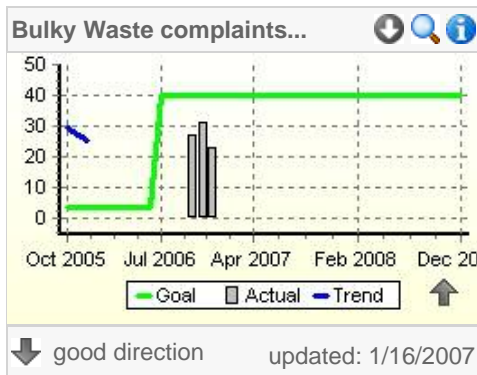 Bulky Waste complaints...
50
40
30
20
10
0
Oct 2005 Jul 2006 Apr 2007 Feb 2008 Dec 20
Goal Actual Trend
good direction updated: 1/16/2007